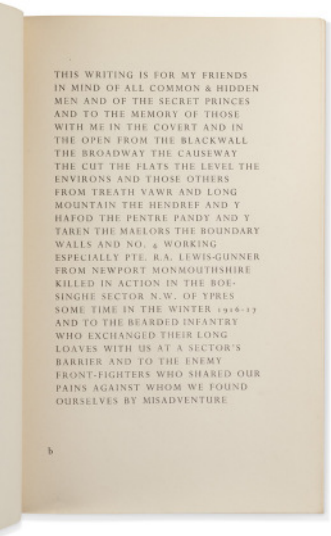 THIS WRITING IS FOR MY FRIENDS
IN MIND OF ALL COMMON & HIDDEN
MEN AND OF THE SECRET PRINCES
AND TO THE MEMORY OF THOSE
WITH ME IN THE COVERT AND IN
THE OPEN FROM THE BLACKWALL
THE BROADWAY THE CAUSEWAY
THE CUT THE FLATS THE LEVEL THE
ENVIRONS AND THOSE OTHERS
FROM TREATH VAWR AND LONG
MOUNTAIN THE HENDREF AND Y
HAFOD THE PENTRE PANDY AND Y
TAREN THE MAELORS THE BOUNDARY
WALLS AND NO. 4 WORKING
ESPECIALLY PTE. R.A. LEWIS-GUNNER
FROM NEWPORT MONMOUTHSHIRE
KILLED IN ACTION IN THE BOE-
SINGHE SECTOR N.W. OF YPRES
SOME TIME IN THE WINTER 1916-17
AND TO THE BEARDED INFANTRY
WHO EXCHANGED THEIR LONG
LOAVES WITH US AT A SECTOR'S
BARRIER AND TO THE ENEMY
FRONT-FIGHTERS WHO SHARED OUR
PAINS AGAINST WHOM WE FOUND
OURSELVES BY MISADVENTURE
b